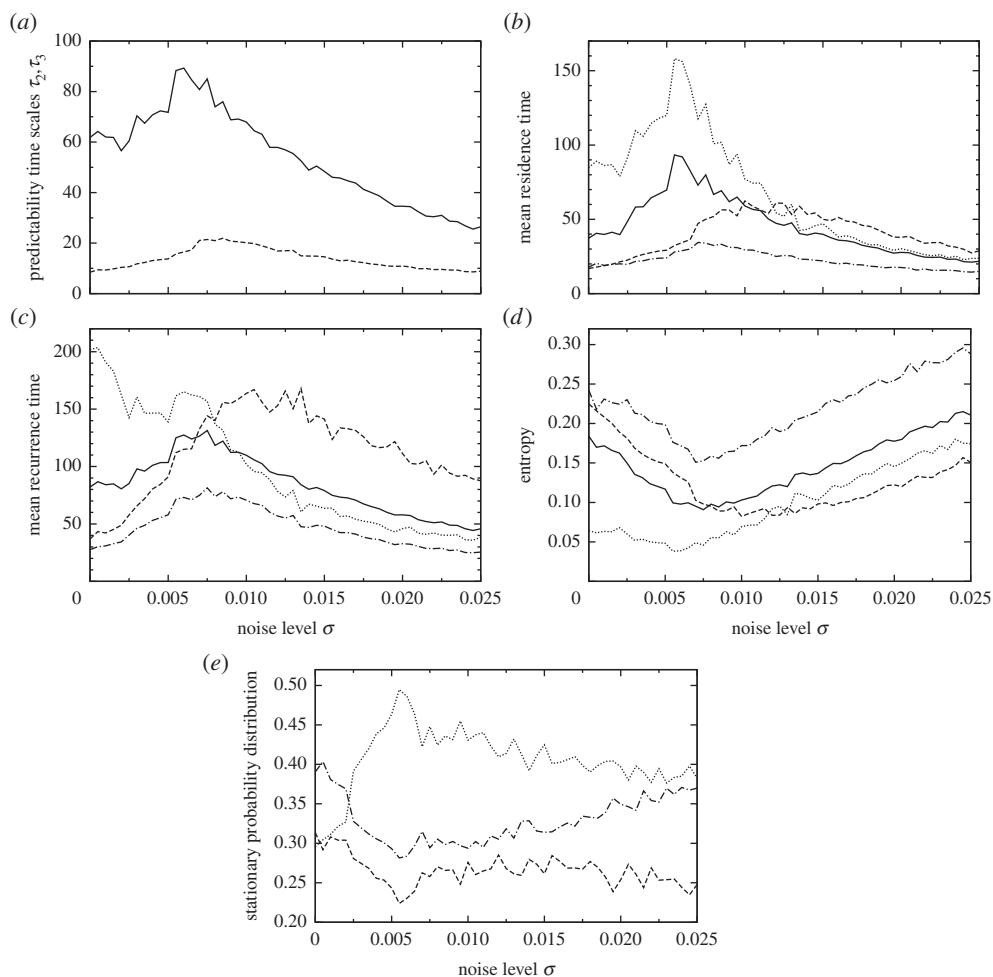 (a)
100
80
60
40
20
0
predictability time scales τ2, τ3
(b)
150
100
50
0
mean residence time
(c)
200
150
100
50
mean recurrence time
0 0.005 0.010 0.015 0.020 0.025
noise level σ
(d)
0.30
0.25
0.20
0.15
0.10
0.05
entropy
0 0.005 0.010 0.015 0.020 0.025
noise level σ
(e)
0.50
0.45
0.40
0.35
0.30
0.25
0.20
stationary probability distribution
0 0.005 0.010 0.015 0.020 0.025
noise level σ